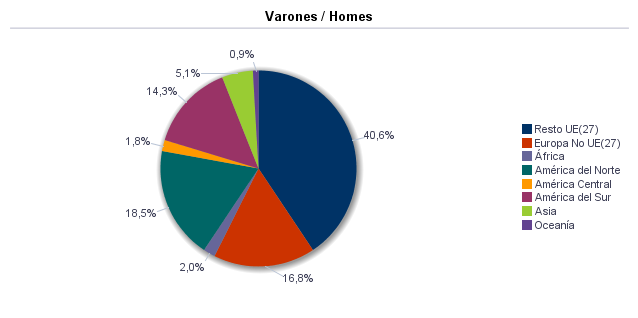 Varones / Homes
0,9%
5,1%
14,3%
1,8%
18,5%
2,0%
16,8%
40,6%
Resto UE(27)
Europa No UE(27)
África
América del Norte
América Central
América del Sur
Asia
Oceanía